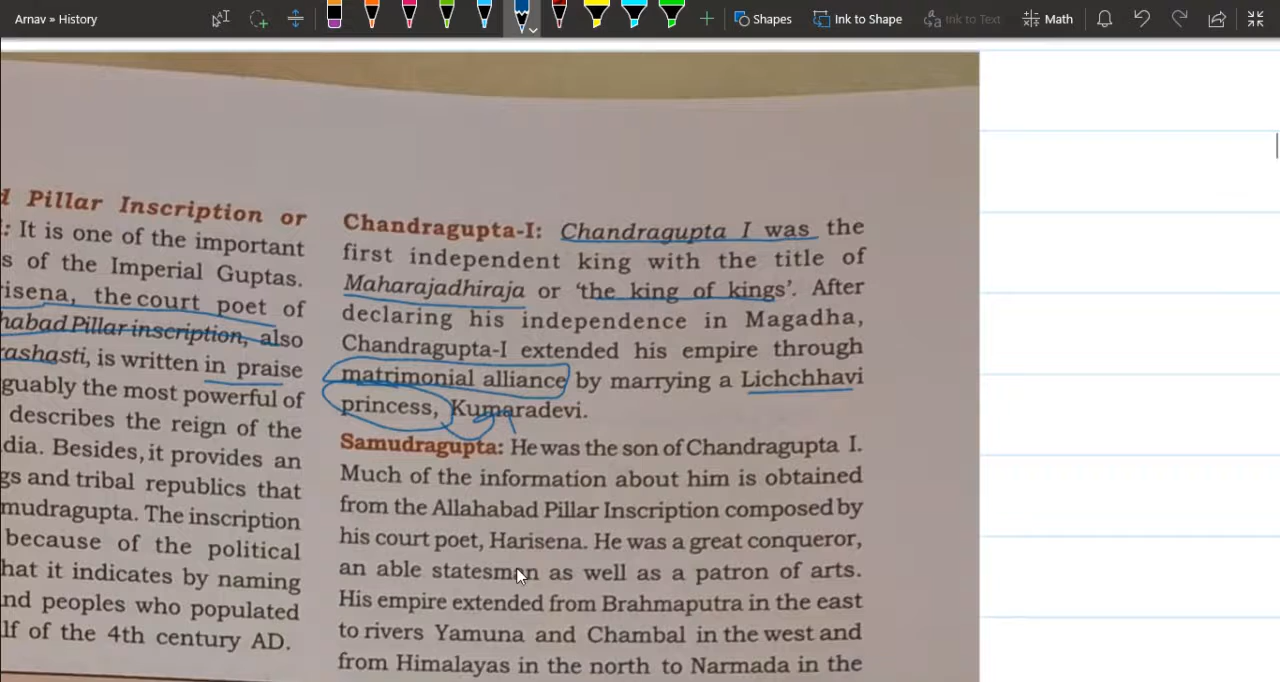 Arnav » History
Shapes
Ink to Shape
Ink to Text
Math
Pillar Inscription or
: It is one of the important
s of the Imperial Guptas.
risena, the court poet of
habad Pillar inscription, also
rashasti, is written in praise
guably the most powerful of
describes the reign of the
dia. Besides, it provides an
gs and tribal republics that
mudragupta. The inscription
because of the political
hat it indicates by naming
nd peoples who populated
lf of the 4th century AD.
Chandragupta-I: Chandragupta I was the
first independent king with the title of
Maharajadhiraja or ‘the king of kings’. After
declaring his independence in Magadha,
Chandragupta-I extended his empire through
matrimonial alliance by marrying a Lichchhavi
princess, Kumaradevi.
Samudragupta: He was the son of Chandragupta I.
Much of the information about him is obtained
from the Allahabad Pillar Inscription composed by
his court poet, Harisena. He was a great conqueror,
an able statesman as well as a patron of arts.
His empire extended from Brahmaputra in the east
to rivers Yamuna and Chambal in the west and
from Himalayas in the north to Narmada in the